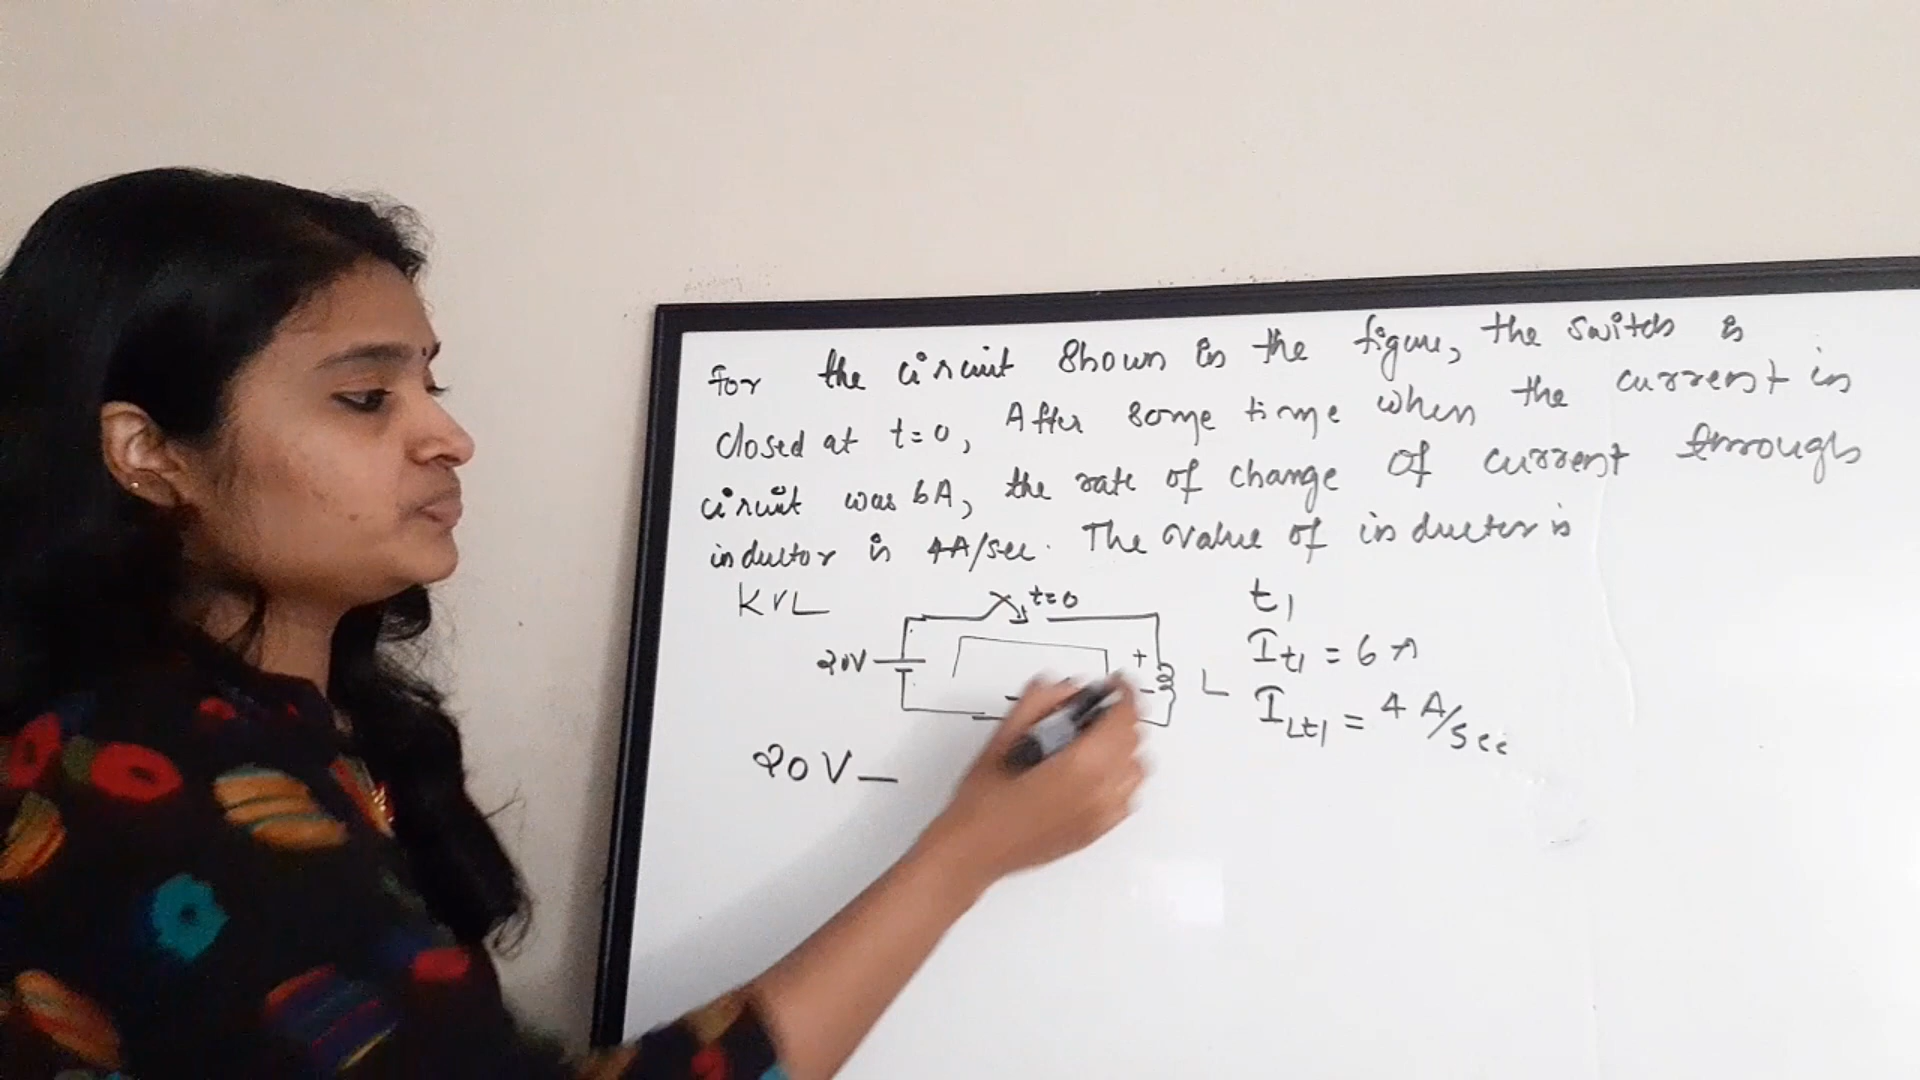 For the circuit shown in the figure, the switch is
closed at t=0, After some time when the current in
circuit was 6A, the rate of change of current through
inductor is 4A/sec. The value of inductor is
KVL
t=0
20V
+
-
L
t1
It1 = 6A
ILt1 = 4 A/sec
20V -